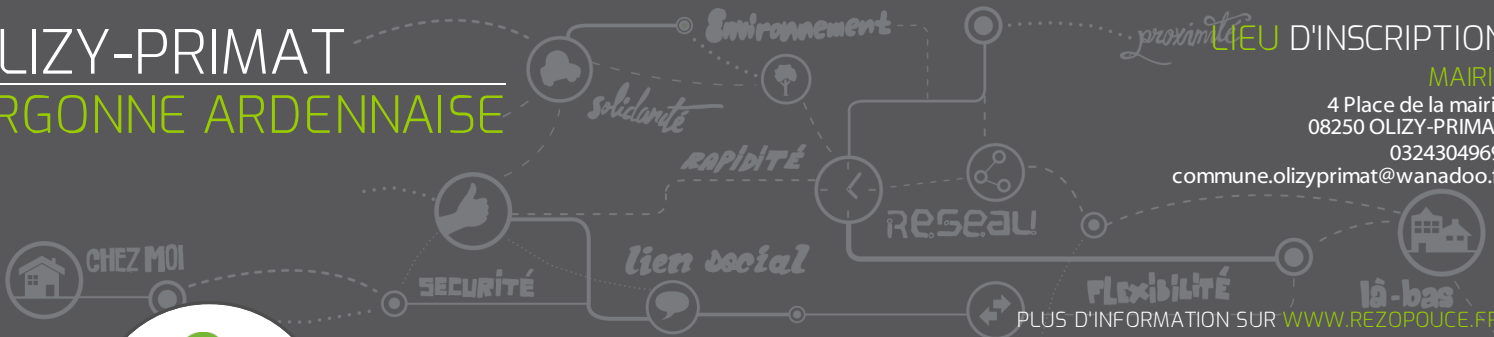 LIZY-PRIMAT
RGONNE ARDENNAISE
Environnement
proximité
LIEU D'INSCRIPTION
MAIRI
4 Place de la mairi
08250 OLIZY-PRIMA
0324304969
commune.olizyprimat@wanadoo.f
solidarité
RAPIDITÉ
RESEAU
CHEZ MOI
SECURITÉ
lien social
FLEXIBILITÉ
là-bas
PLUS D'INFORMATION SUR WWW.REZOPOUCE.FR